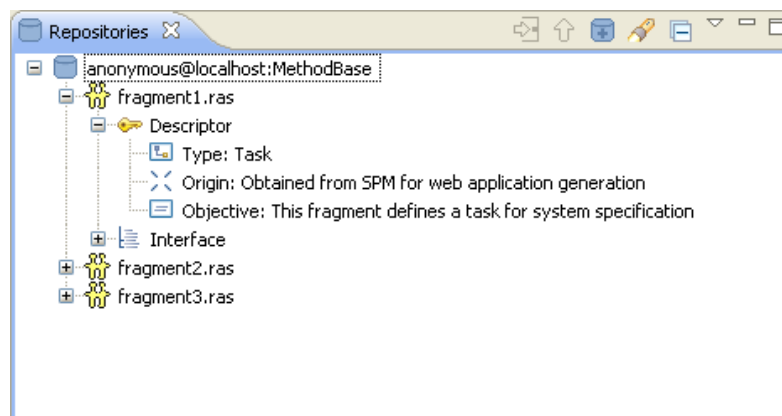 Repositories
anonymous@localhost:MethodBase
fragment1.ras
Descriptor
Type: Task
Origin: Obtained from SPM for web application generation
Objective: This fragment defines a task for system specification
Interface
fragment2.ras
fragment3.ras